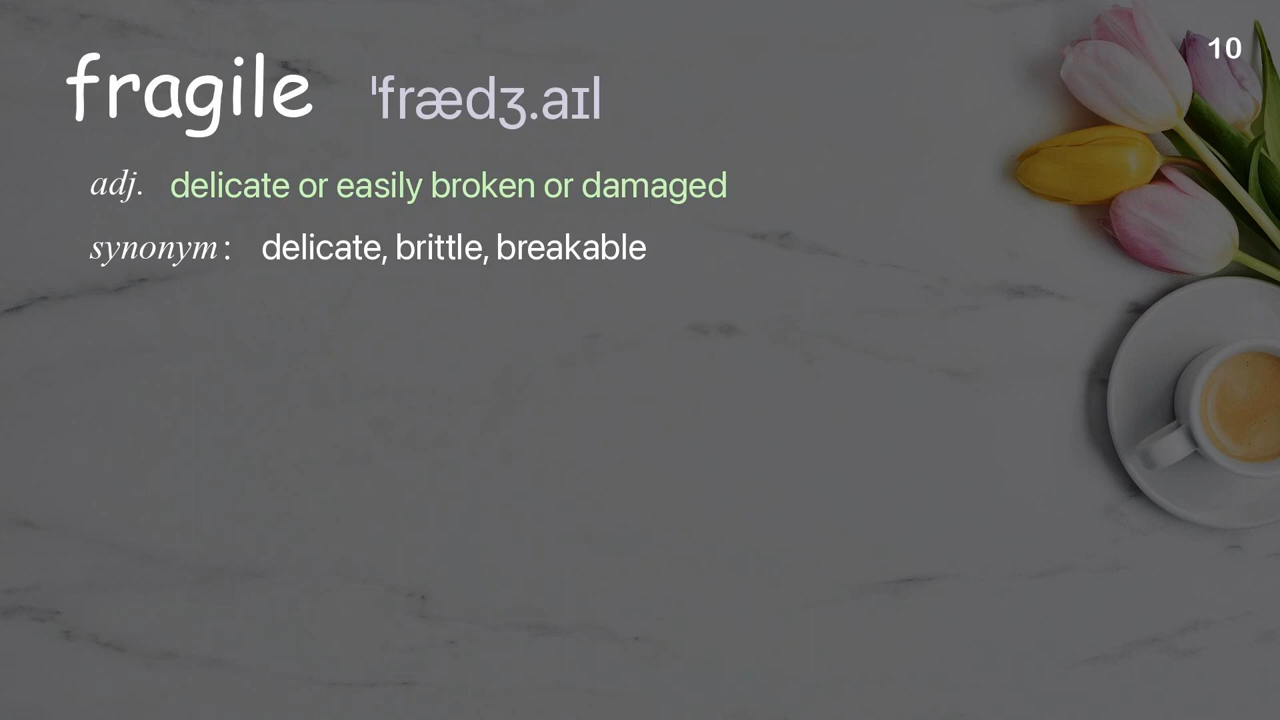 10
fragile ˈfrædʒ.aɪl
adj. delicate or easily broken or damaged
synonym: delicate, brittle, breakable